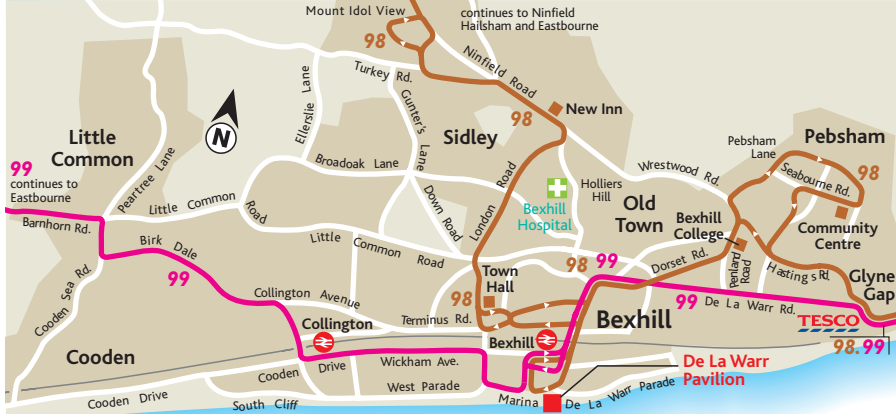 Mount Idol View
98
continues to Ninfield
Hailsham and Eastbourne
Turkey Rd.
Ninfield Road
Ellerslie Lane
Gunter's Lane
98
New Inn
N
Little
Common
Sidley
Pebsham
Lane
Pebsham
99
continues to
Eastbourne
Peartree Lane
Broadoak Lane
Wrestwood Rd.
Seabourne Rd.
98
Holliers
Hill
Bexhill
Hospital
Old
Town
Bexhill
College
Community
Centre
Little Common
Road
Down Road
London Road
Barnhorn Rd.
Birk Dale
99
Little Common Road
98
99
Dorset Rd.
Penland
Road
Hastings Rd.
Glyne
Gap
Cooden Sea Rd.
Town
Hall
98
Collington Avenue
99
De La Warr Rd.
Collington
Terminus Rd.
Bexhill
Bexhill
TESCO
98.99
Cooden
Cooden Drive
Wickham Ave.
De La Warr
Pavilion
West Parade
Cooden Drive
South Cliff
Marina
De La Warr Parade